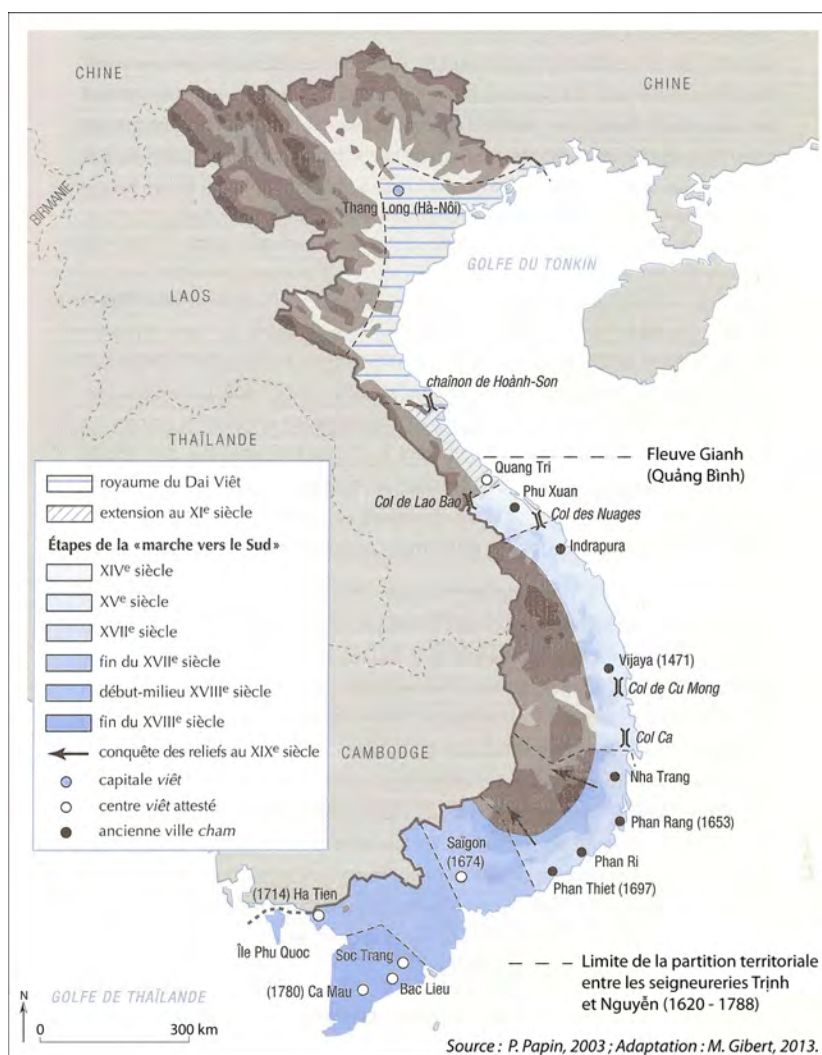 CHINE
CHINE
BIRMANIE
Thang Long (Hà-Nôi)
GOLFE DU TONKIN
LAOS
chaînon de Hoành-Son
THAÏLANDE
Fleuve Gianh
(Quảng Bình)
Quang Tri
Col de Lao Bao
Phu Xuan
Col des Nuages
Indrapura
royaume du Dai Viêt
extension au XIe siècle
Étapes de la « marche vers le Sud »
XIVe siècle
XVe siècle
XVIIe siècle
fin du XVIIe siècle
début-milieu XVIIIe siècle
fin du XVIIIe siècle
conquête des reliefs au XIXe siècle
capitale viêt
centre viêt attesté
ancienne ville cham
Vijaya (1471)
Col de Cu Mong
Col Ca
CAMBODGE
Nha Trang
Phan Rang (1653)
Saïgon
(1674)
Phan Ri
Phan Thiet (1697)
(1714) Ha Tien
Île Phu Quoc
Soc Trang
Bac Lieu
(1780) Ca Mau
GOLFE DE THAÏLANDE
Limite de la partition territoriale
entre les seigneureries Trịnh
et Nguyễn (1620 - 1788)
N
0
300 km
Source : P. Papin, 2003 ; Adaptation : M. Gibert, 2013.